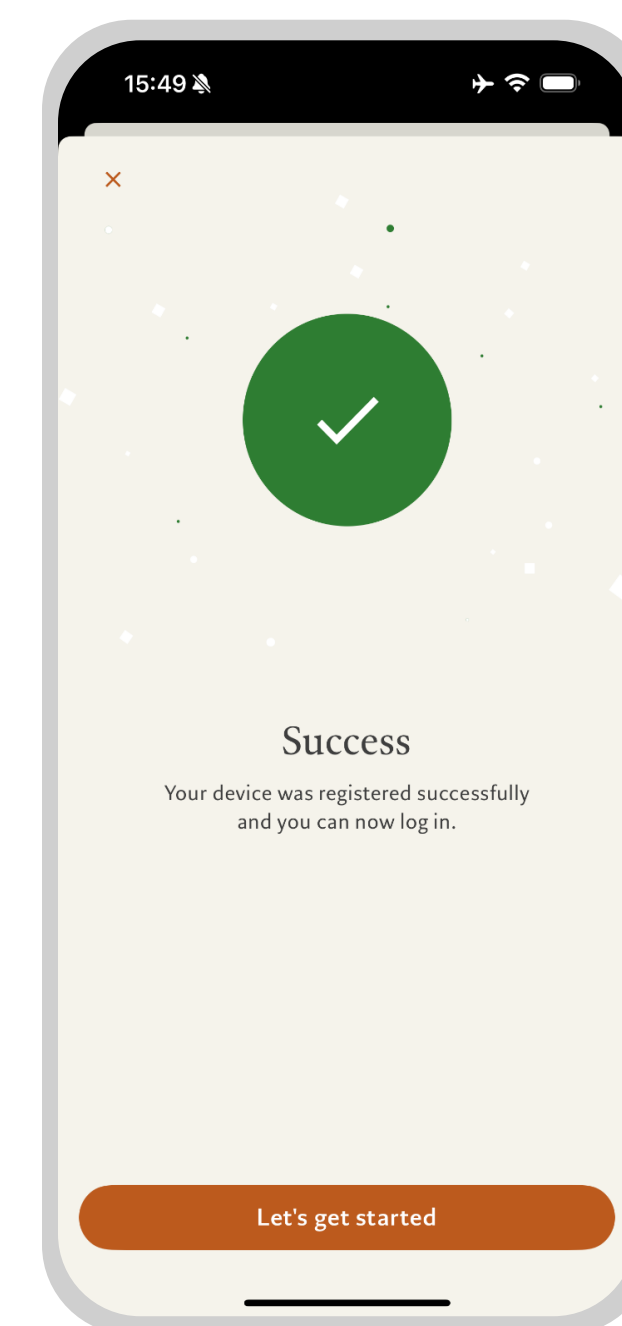 15:49
Success
Your device was registered successfully
and you can now log in.
Let's get started